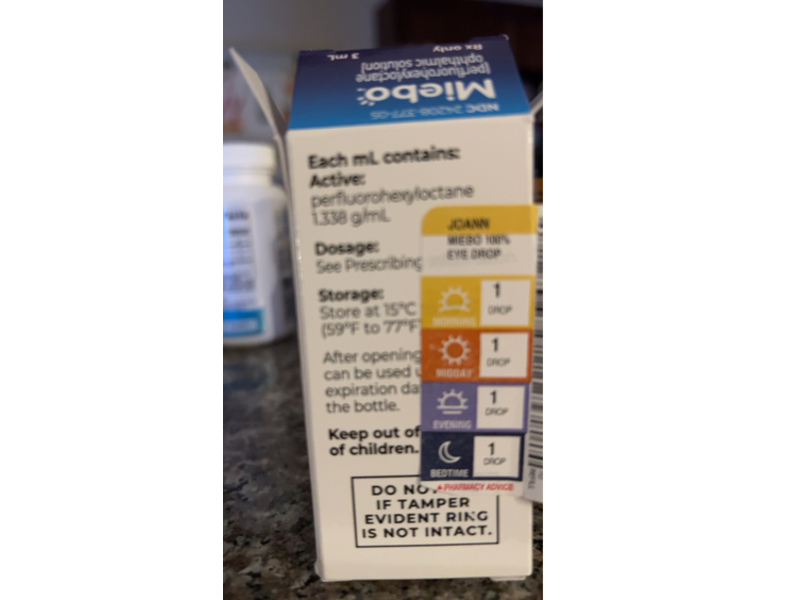 Rx only
3 mL
Miebo
[perfluorohexyloctane
ophthalmic solution]
NDC 24208-377-05
Each mL contains:
Active:
perfluorohexyloctane
1.338 g/mL
Dosage:
See Prescribing
Storage:
Store at 15°C
(59°F to 77°F
After opening
can be used
expiration
the bottle.
Keep out of
of children.
DO NO
IF TAMPER
EVIDENT RING
IS NOT INTACT.
JOANN
MIEBO 100%
EYE DROP
MORNING
1
DROP
MIDDAY
1
DROP
EVENING
1
DROP
BEDTIME
1
DROP
PHARMACY ADVICE